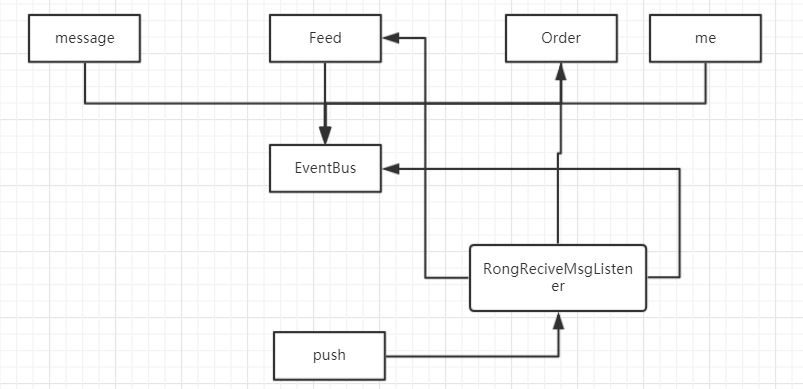 message
Feed
Order
me
EventBus
RongReciveMsgListen
er
push